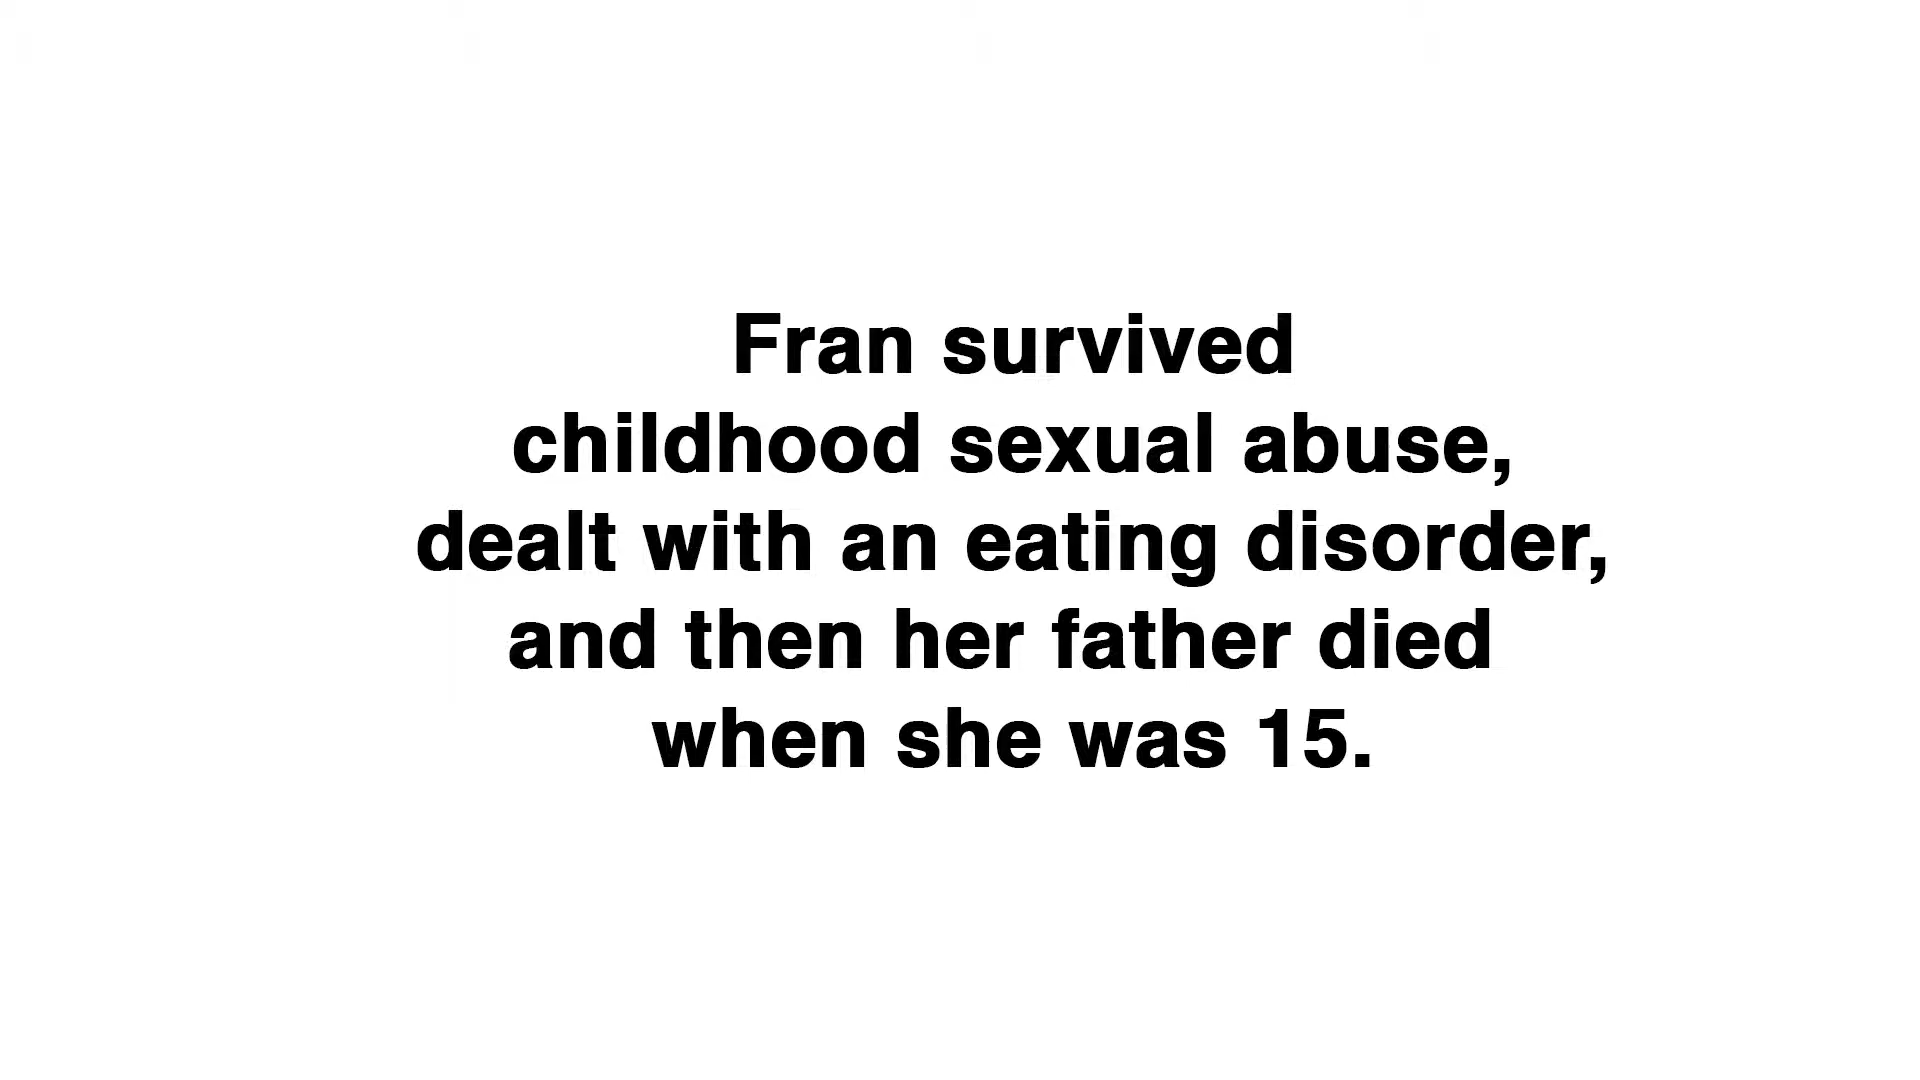 Fran survived
childhood sexual abuse,
dealt with an eating disorder,
and then her father died
when she was 15.